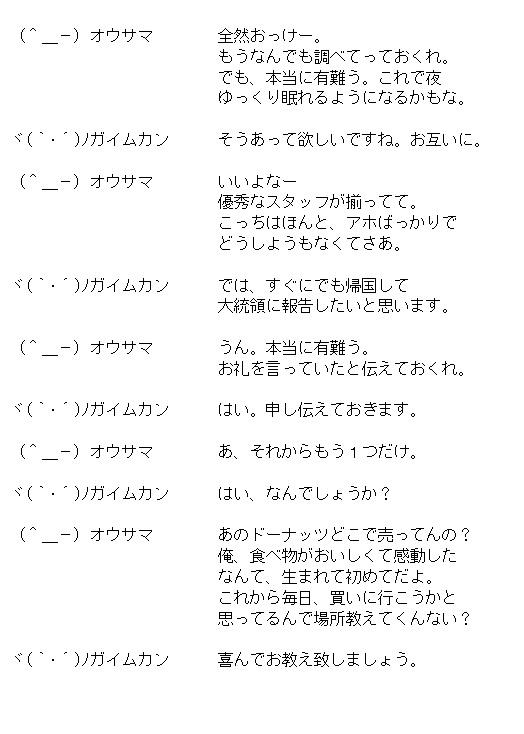 (＾__－) オウサマ　全然おっけー。
もうなんでも調べてっておくれ。
でも、本当に有難う。これで夜
ゆっくり眠れるようになるかもな。
ヾ(｀・´)ﾉガイムカン　そうあって欲しいですね。お互いに。
(＾__－) オウサマ　いいよなー
優秀なスタッフが揃ってて。
こっちはほんと、アホばっかりで
どうしようもなくてさあ。
ヾ(｀・´)ﾉガイムカン　では、すぐにでも帰国して
大統領に報告したいと思います。
(＾__－) オウサマ　うん。本当に有難う。
お礼を言っていたと伝えておくれ。
ヾ(｀・´)ﾉガイムカン　はい。申し伝えておきます。
(＾__－) オウサマ　あ、それからもう１つだけ。
ヾ(｀・´)ﾉガイムカン　はい、なんでしょうか？
(＾__－) オウサマ　あのドーナッツどこで売ってんの？
俺、食べ物がおいしくて感動した
なんて、生まれて初めてだよ。
これから毎日、買いに行こうかと
思ってるんで場所教えてくんない？
ヾ(｀・´)ﾉガイムカン　喜んでお教え致しましょう。